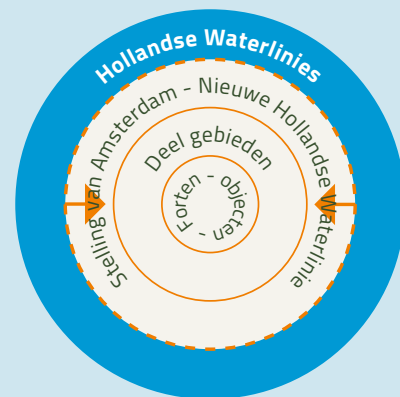 Hollandse Waterlinies
Stelling van Amsterdam - Nieuwe Hollandse Waterlinie
Deel gebieden
Forten - objecten -